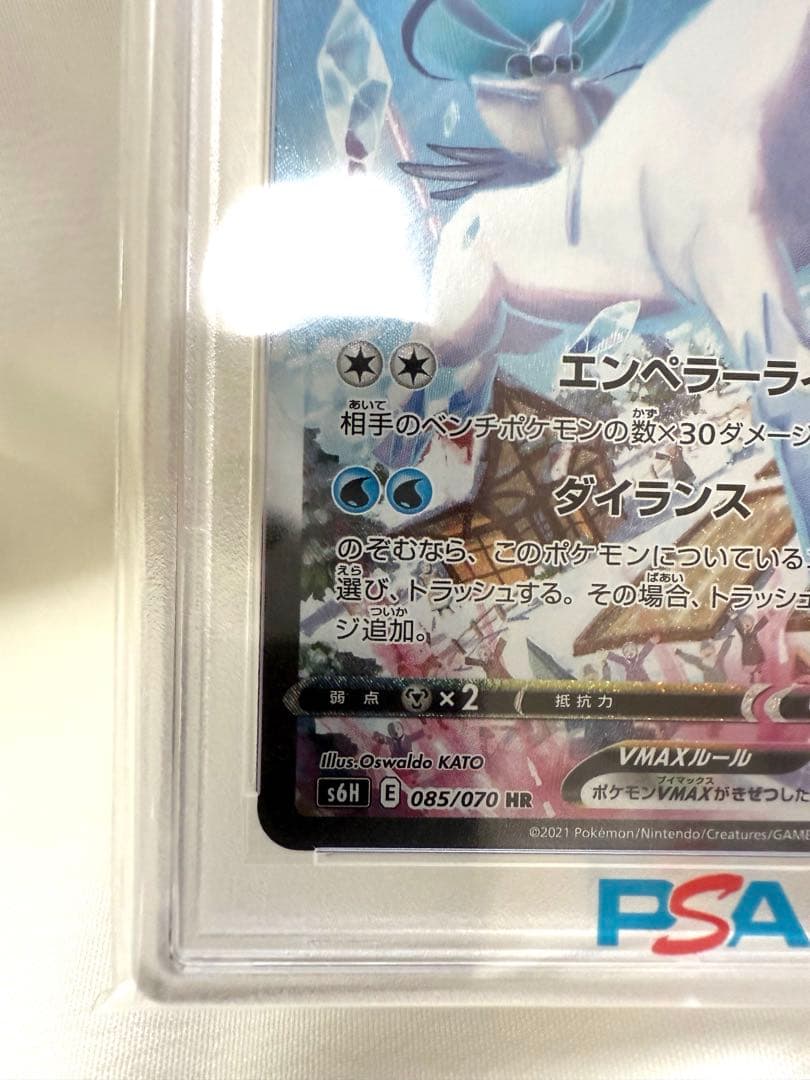 エンペラーライ
あいて
かず
相手のベンチポケモンの数×30ダメージ
ダイランス
のぞむなら、このポケモンについている
えら
ばあい
選び、トラッシュする。その場合、トラッシュ
ついか
ジ追加。
弱点 ×2 抵抗力
Illus.Oswaldo KATO
VMAXルール
ブイマックス
s6H E 085/070 HR
ポケモンVMAXがきぜつした
©2021 Pokémon/Nintendo/Creatures/GAME
PSA